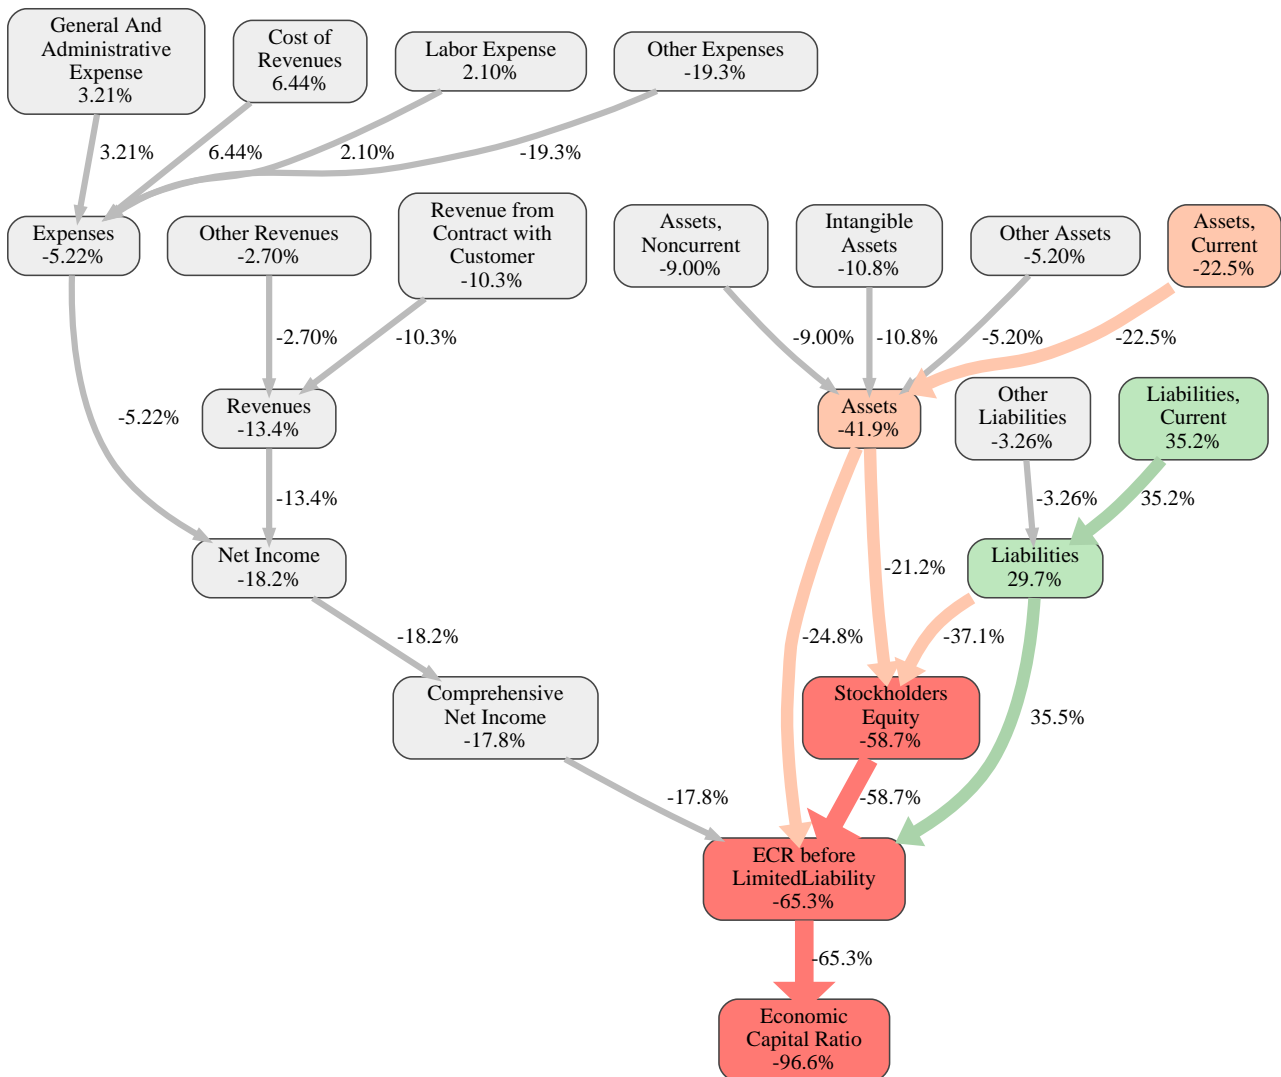 General And
Administrative
Expense
3.21%
Cost of
Revenues
6.44%
Labor Expense
2.10%
Other Expenses
-19.3%
3.21%
6.44%
2.10%
-19.3%
Expenses
-5.22%
Other Revenues
-2.70%
Revenue from
Contract with
Customer
-10.3%
Assets,
Noncurrent
-9.00%
Intangible
Assets
-10.8%
Other Assets
-5.20%
Assets,
Current
-22.5%
-2.70%
-10.3%
-9.00%
-10.8%
-5.20%
-22.5%
-5.22%
Revenues
-13.4%
Assets
-41.9%
Other
Liabilities
-3.26%
Liabilities,
Current
35.2%
-13.4%
-3.26%
35.2%
Net Income
-18.2%
-21.2%
Liabilities
29.7%
-18.2%
-24.8%
-37.1%
Comprehensive
Net Income
-17.8%
Stockholders
Equity
-58.7%
35.5%
-17.8%
-58.7%
ECR before
LimitedLiability
-65.3%
-65.3%
Economic
Capital Ratio
-96.6%